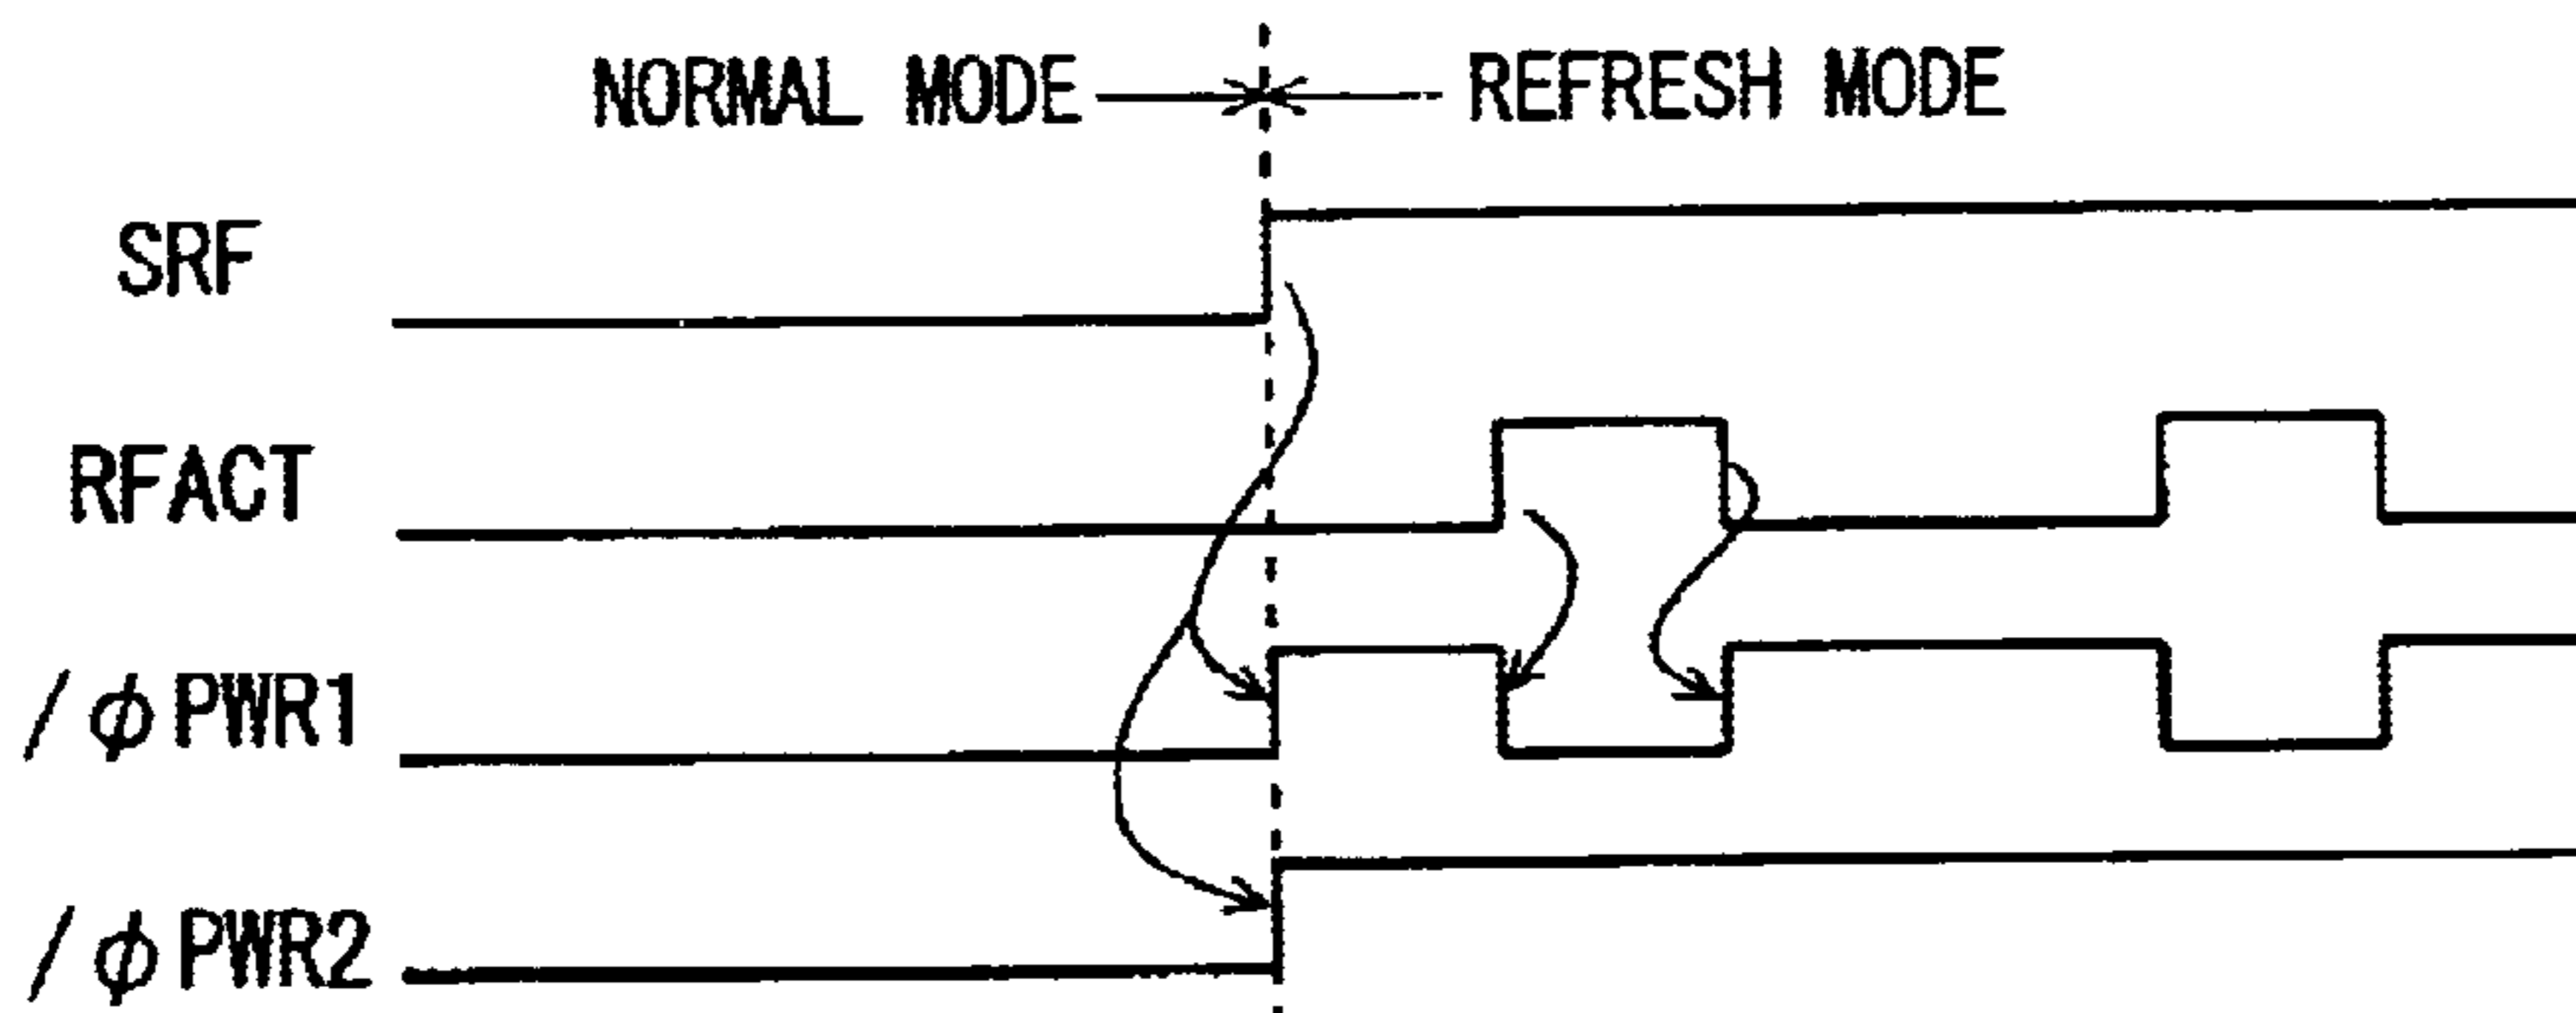 NORMAL MODE REFRESH MODE
SRF
RFACT
/φPWR1
/φPWR2